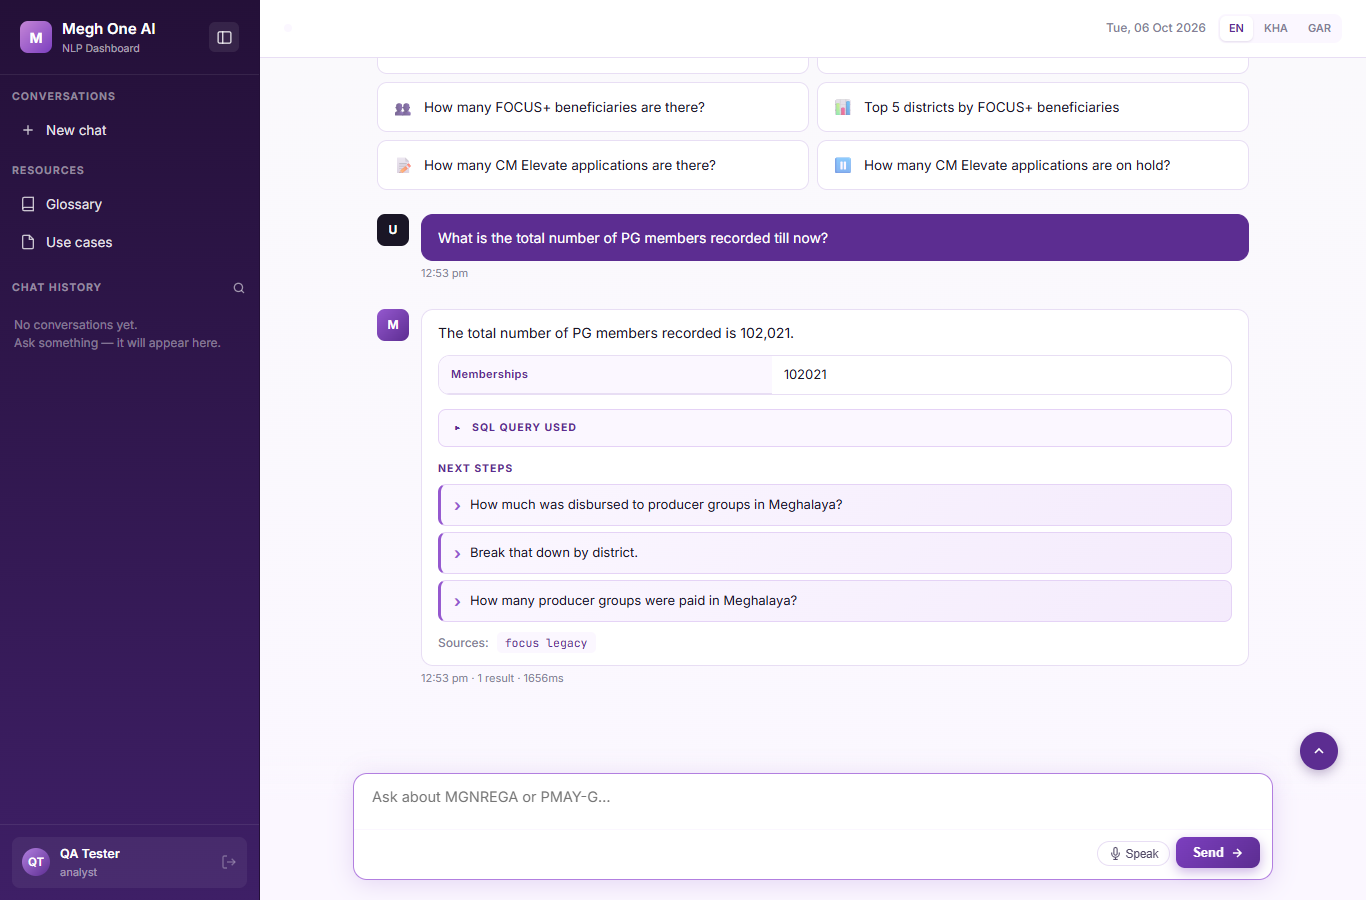 M
Megh One AI
NLP Dashboard
CONVERSATIONS
+ New chat
RESOURCES
Glossary
Use cases
CHAT HISTORY
No conversations yet.
Ask something — it will appear here.
QT
QA Tester
analyst
Tue, 06 Oct 2026
EN KHA GAR
How many FOCUS+ beneficiaries are there?
Top 5 districts by FOCUS+ beneficiaries
How many CM Elevate applications are there?
How many CM Elevate applications are on hold?
U
What is the total number of PG members recorded till now?
12:53 pm
M
The total number of PG members recorded is 102,021.
Memberships 102021
SQL QUERY USED
NEXT STEPS
How much was disbursed to producer groups in Meghalaya?
Break that down by district.
How many producer groups were paid in Meghalaya?
Sources: focus legacy
12:53 pm · 1 result · 1656ms
Ask about MGNREGA or PMAY-G...
Speak
Send →